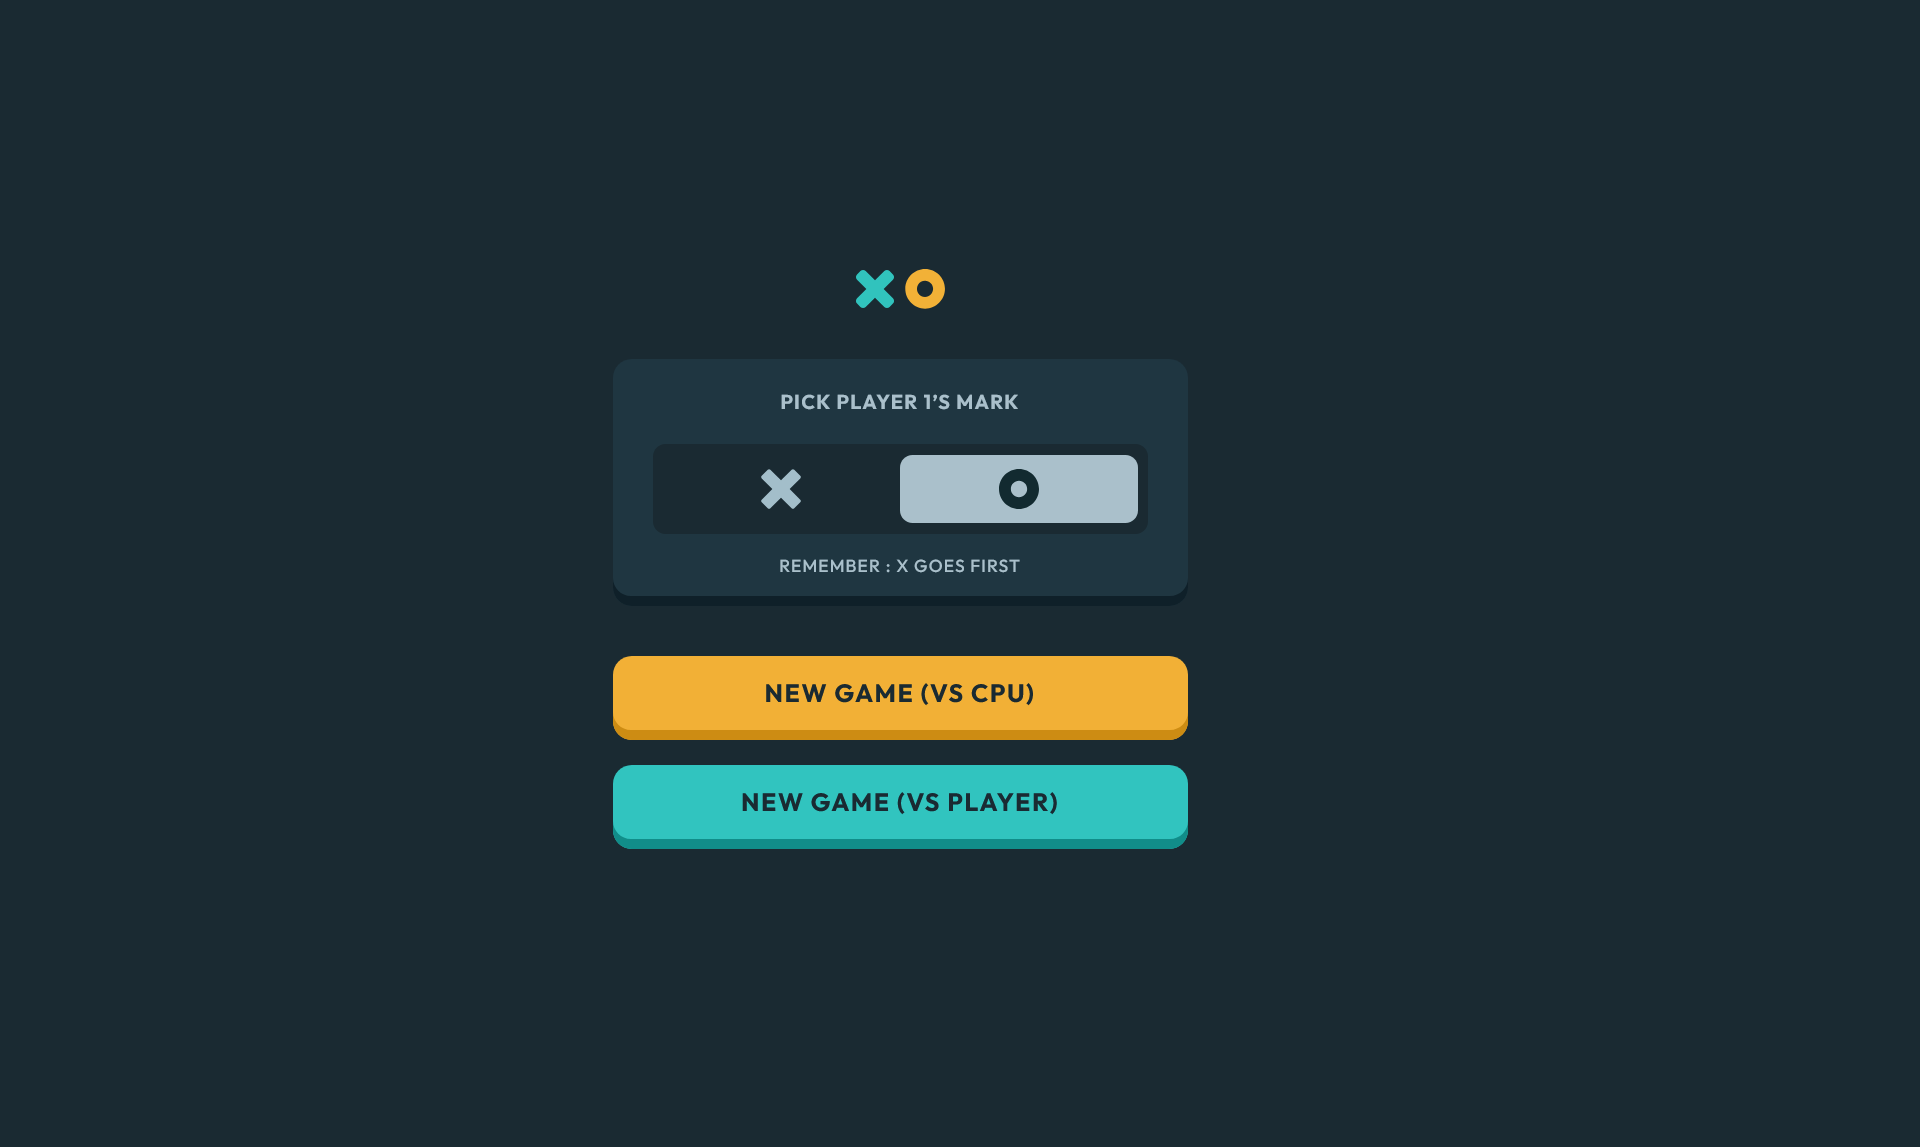 PICK PLAYER 1’S MARK
REMEMBER : X GOES FIRST
NEW GAME (VS CPU)
NEW GAME (VS PLAYER)